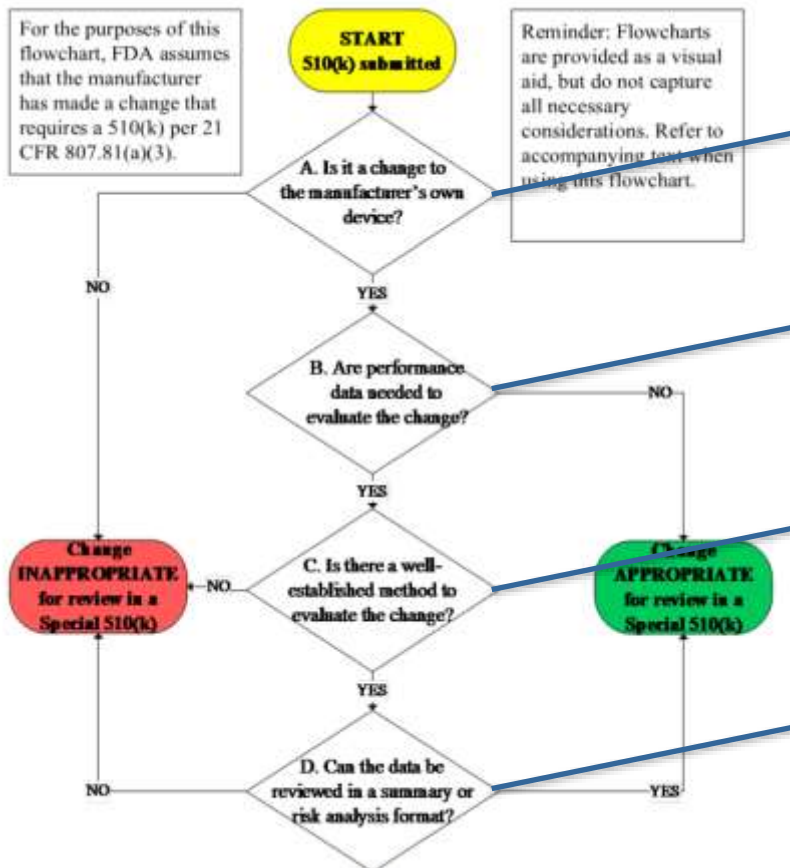 For the purposes of this
flowchart, FDA assumes
that the manufacturer
has made a change that
requires a 510(k) per 21
CFR 807.81(a)(3).
START
510(k) submitted
Reminder: Flowcharts
are provided as a visual
aid, but do not capture
all necessary
considerations. Refer to
accompanying text when
using this flowchart.
A. Is it a change to
the manufacturer's own
device?
NO
YES
B. Are performance
data needed to
evaluate the change?
NO
YES
Change
INAPPROPRIATE
for review in a
Special 510(k)
NO
C. Is there a well-
established method to
evaluate the change?
Change
APPROPRIATE
for review in a
Special 510(k)
YES
NO
D. Can the data be
reviewed in a summary or
risk analysis format?
YES